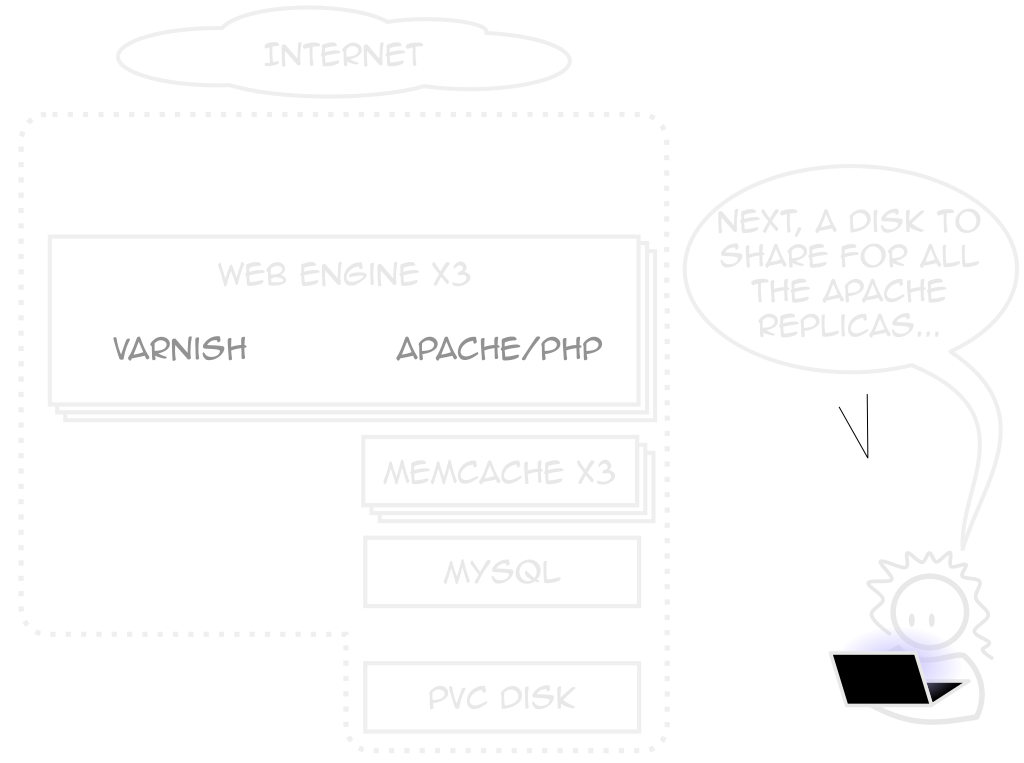 INTERNET
WEB ENGINE X3
VARNISH
APACHE/PHP
MEMCACHE X3
MYSQL
PVC DISK
NEXT, A DISK TO
SHARE FOR ALL
THE APACHE
REPLICAS...